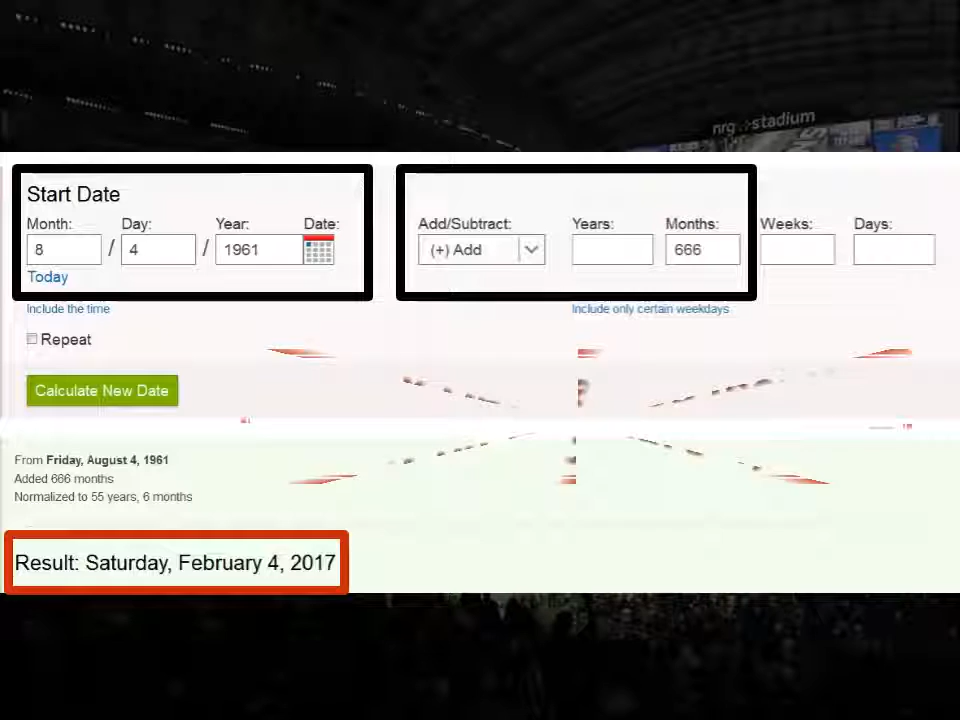 nrg stadium
Start Date
Month: Day: Year: Date:
8 / 4 / 1961
Today
Include the time
Add/Subtract: Years: Months: Weeks: Days:
(+) Add 666
Include only certain weekdays
Repeat
Calculate New Date
From Friday, August 4, 1961
Added 666 months
Normalized to 55 years, 6 months
Result: Saturday, February 4, 2017